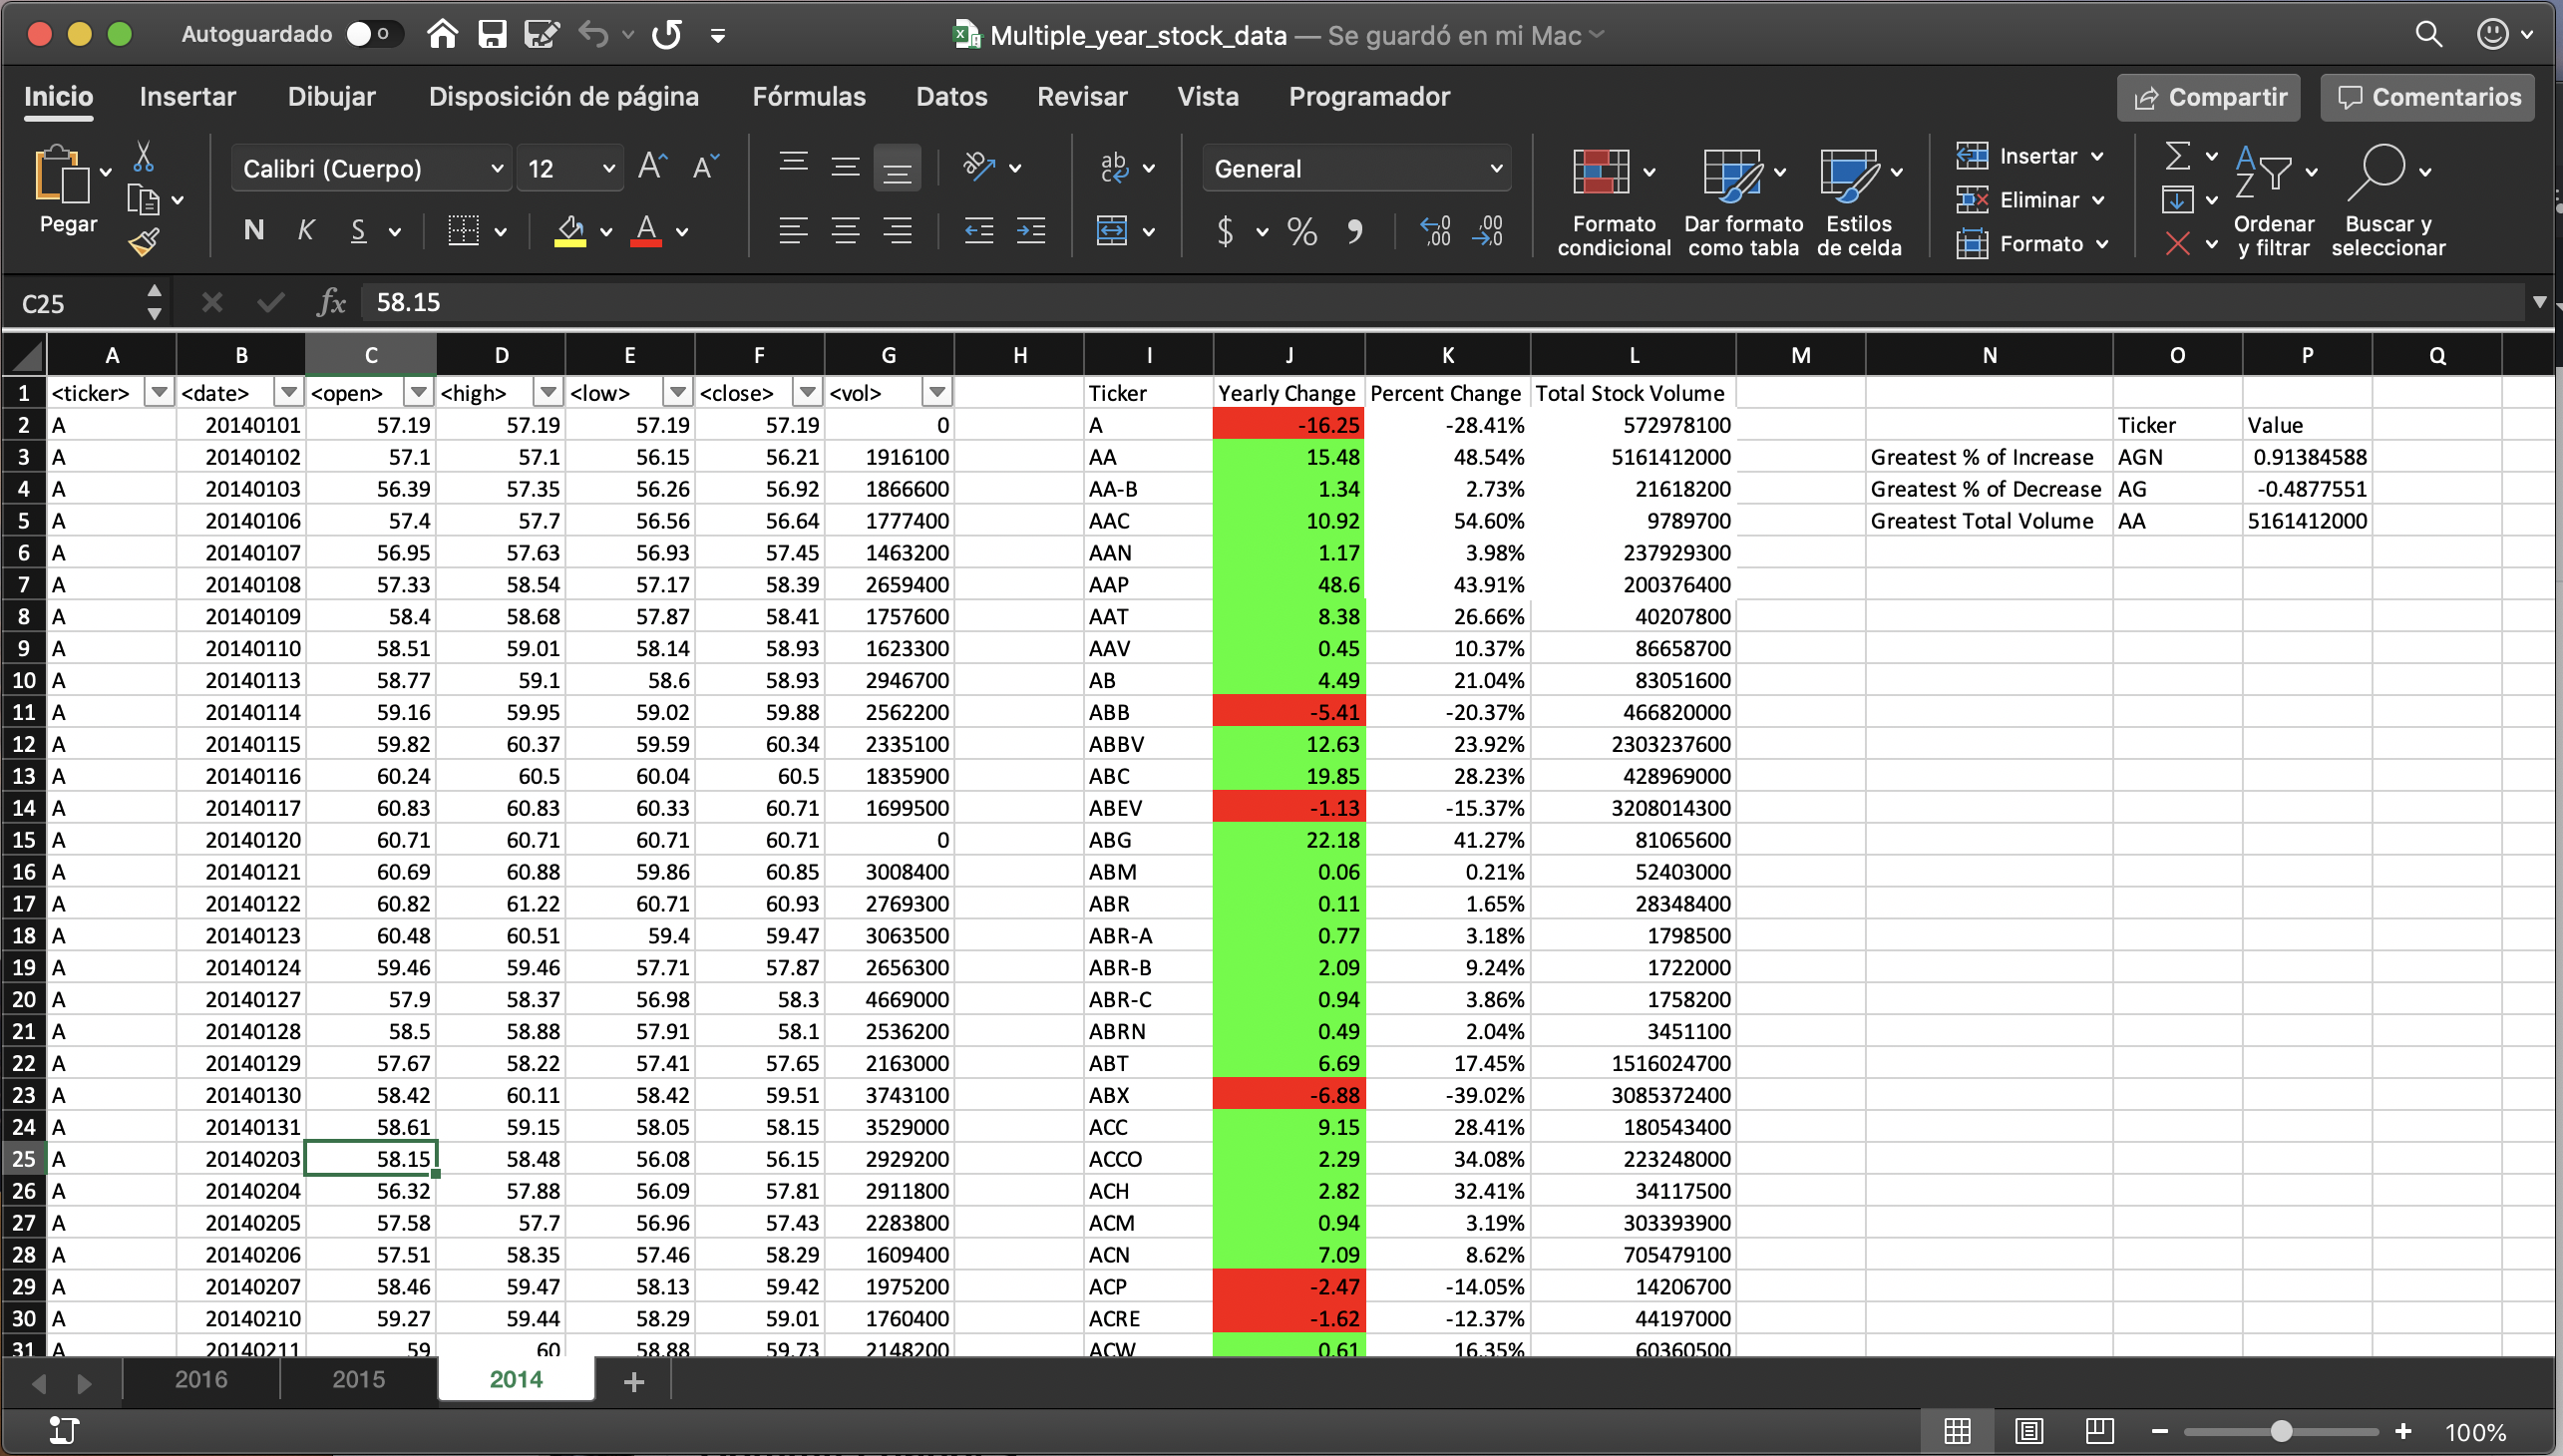 Autoguardado
Multiple_year_stock_data — Se guardó en mi Mac
Inicio Insertar Dibujar Disposición de página Fórmulas Datos Revisar Vista Programador Compartir Comentarios
Pegar
Calibri (Cuerpo) 12
N K S
General
Formato condicional
Dar formato como tabla
Estilos de celda
Insertar
Eliminar
Formato
Ordenar y filtrar
Buscar y seleccionar
C25 fx 58.15
A B C D E F G H I J K L M N O P Q
1 <ticker> <date> <open> <high> <low> <close> <vol> Ticker Yearly Change Percent Change Total Stock Volume
2 A 20140101 57.19 57.19 57.19 57.19 0 A -16.25 -28.41% 572978100 Ticker Value
3 A 20140102 57.1 57.1 56.15 56.21 1916100 AA 15.48 48.54% 5161412000 Greatest % of Increase AGN 0.91384588
4 A 20140103 56.39 57.35 56.26 56.92 1866600 AA-B 1.34 2.73% 21618200 Greatest % of Decrease AG -0.4877551
5 A 20140106 57.4 57.7 56.56 56.64 1777400 AAC 10.92 54.60% 9789700 Greatest Total Volume AA 5161412000
6 A 20140107 56.95 57.63 56.93 57.45 1463200 AAN 1.17 3.98% 237929300
7 A 20140108 57.33 58.54 57.17 58.39 2659400 AAP 48.6 43.91% 200376400
8 A 20140109 58.4 58.68 57.87 58.41 1757600 AAT 8.38 26.66% 40207800
9 A 20140110 58.51 59.01 58.14 58.93 1623300 AAV 0.45 10.37% 86658700
10 A 20140113 58.77 59.1 58.6 58.93 2946700 AB 4.49 21.04% 83051600
11 A 20140114 59.16 59.95 59.02 59.88 2562200 ABB -5.41 -20.37% 466820000
12 A 20140115 59.82 60.37 59.59 60.34 2335100 ABBV 12.63 23.92% 2303237600
13 A 20140116 60.24 60.5 60.04 60.5 1835900 ABC 19.85 28.23% 428969000
14 A 20140117 60.83 60.83 60.33 60.71 1699500 ABEV -1.13 -15.37% 3208014300
15 A 20140120 60.71 60.71 60.71 60.71 0 ABG 22.18 41.27% 81065600
16 A 20140121 60.69 60.88 59.86 60.85 3008400 ABM 0.06 0.21% 52403000
17 A 20140122 60.82 61.22 60.71 60.93 2769300 ABR 0.11 1.65% 28348400
18 A 20140123 60.48 60.51 59.4 59.47 3063500 ABR-A 0.77 3.18% 1798500
19 A 20140124 59.46 59.46 57.71 57.87 2656300 ABR-B 2.09 9.24% 1722000
20 A 20140127 57.9 58.37 56.98 58.3 4669000 ABR-C 0.94 3.86% 1758200
21 A 20140128 58.5 58.88 57.91 58.1 2536200 ABRN 0.49 2.04% 3451100
22 A 20140129 57.67 58.22 57.41 57.65 2163000 ABT 6.69 17.45% 1516024700
23 A 20140130 58.42 60.11 58.42 59.51 3743100 ABX -6.88 -39.02% 3085372400
24 A 20140131 58.61 59.15 58.05 58.15 3529000 ACC 9.15 28.41% 180543400
25 A 20140203 58.15 58.48 56.08 56.15 2929200 ACCO 2.29 34.08% 223248000
26 A 20140204 56.32 57.88 56.09 57.81 2911800 ACH 2.82 32.41% 34117500
27 A 20140205 57.58 57.7 56.96 57.43 2283800 ACM 0.94 3.19% 303393900
28 A 20140206 57.51 58.35 57.46 58.29 1609400 ACN 7.09 8.62% 705479100
29 A 20140207 58.46 59.47 58.13 59.42 1975200 ACP -2.47 -14.05% 14206700
30 A 20140210 59.27 59.44 58.29 59.01 1760400 ACRE -1.62 -12.37% 44197000
31 A 20140211 59 60 58.88 59.73 2148200 ACW 0.61 16.35% 60360500
2016 2015 2014
100%